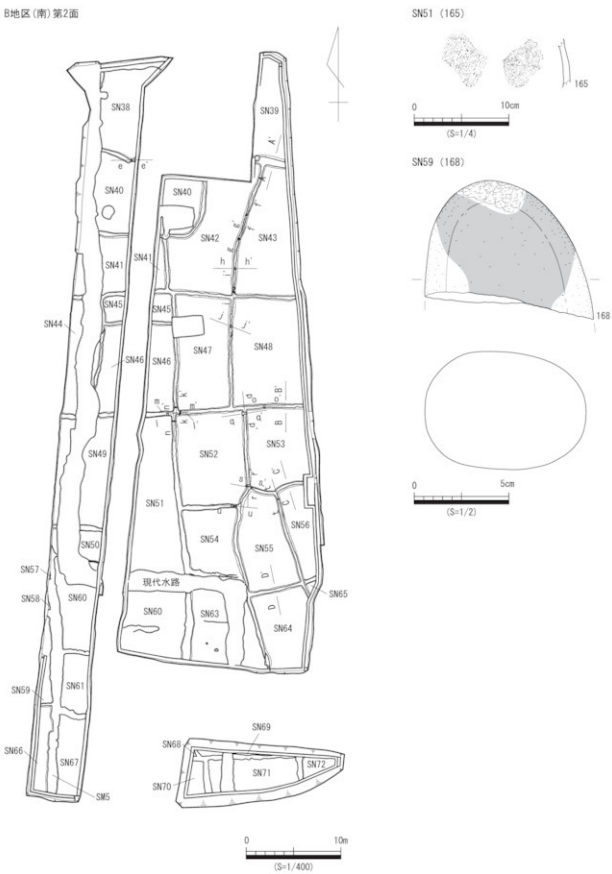 B地区(南)第2面
SN51 (165)
165
0 10cm
(S=1/4)
SN59 (168)
168
0 5cm
(S=1/2)
SN38
SN39
A'
A
e e'
SN40
SN40
SN42
SN43
h h'
SN41
SN41
SN45
SN45
SN44
SN46
SN46
SN47
SN48
SN49
SN51
SN52
SN53
B'
B
C'
C
SN50
SN54
SN55
SN56
SN57
現代水路
D
D
SN58
SN60
SN60
SN63
SN64
SN65
SN59
SN61
SN66
SN67
SM5
SN68
SN69
SN70
SN71
SN72
0 10m
(S=1/400)